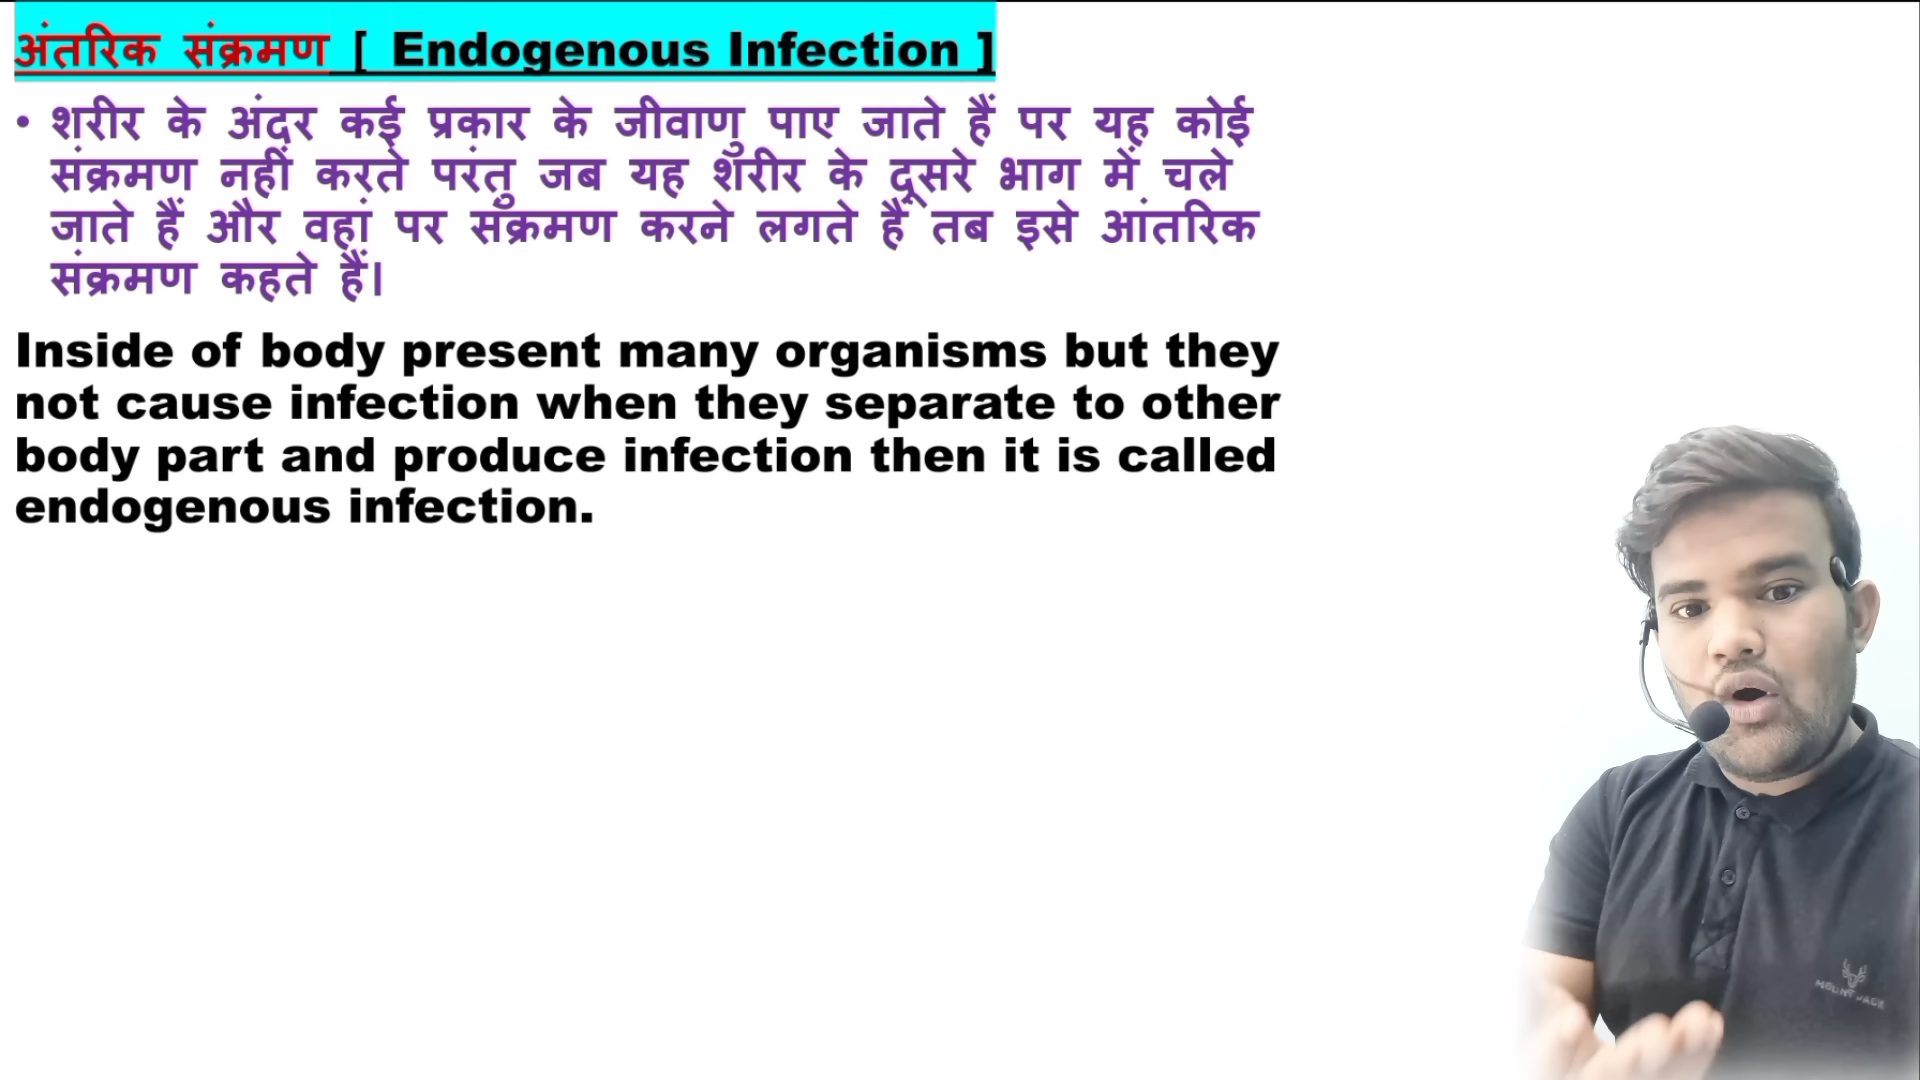 अंतरिक संक्रमण [ Endogenous Infection ]
• शरीर के अंदर कई प्रकार के जीवाणु पाए जाते हैं पर यह कोई
संक्रमण नहीं करते परंतु जब यह शरीर के दूसरे भाग में चले
जाते हैं और वहां पर संक्रमण करने लगते हैं तब इसे आंतरिक
संक्रमण कहते हैं।
Inside of body present many organisms but they
not cause infection when they separate to other
body part and produce infection then it is called
endogenous infection.